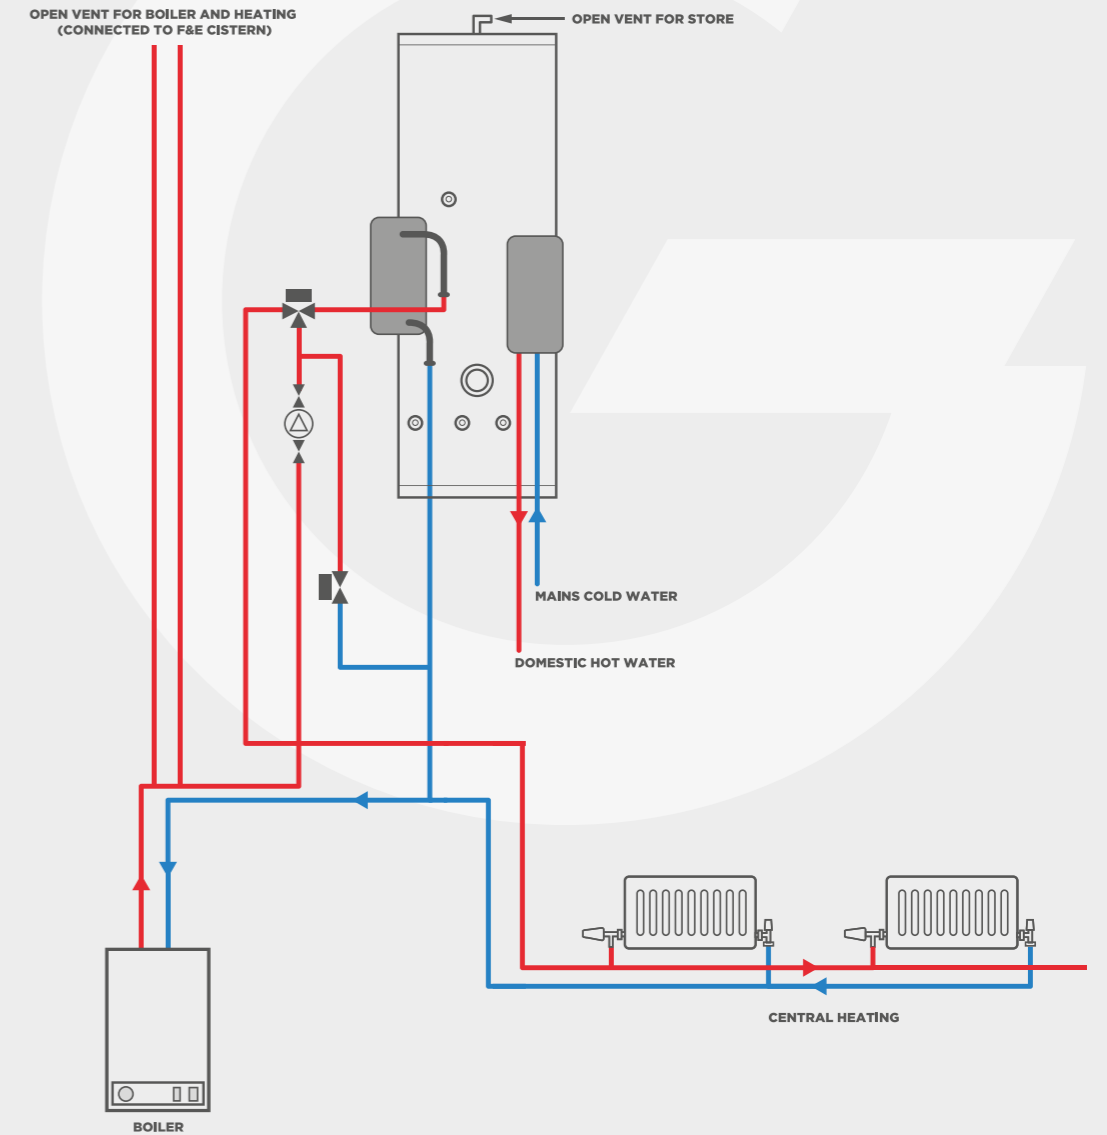 OPEN VENT FOR BOILER AND HEATING
(CONNECTED TO F&E CISTERN)
OPEN VENT FOR STORE
MAINS COLD WATER
DOMESTIC HOT WATER
CENTRAL HEATING
BOILER